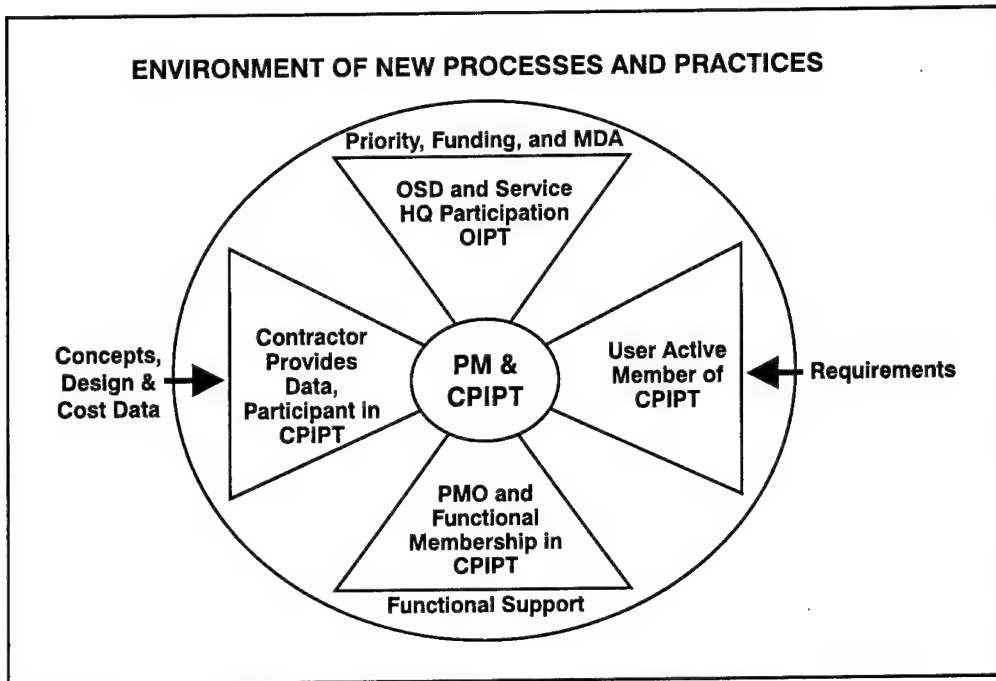 ENVIRONMENT OF NEW PROCESSES AND PRACTICES
Priority, Funding, and MDA
OSD and Service
HQ Participation
OIPT
Concepts,
Design &
Cost Data
Contractor
Provides
Data,
Participant in
CPIPT
PM &
CPIPT
User Active
Member of
CPIPT
Requirements
PMO and
Functional
Membership in
CPIPT
Functional Support